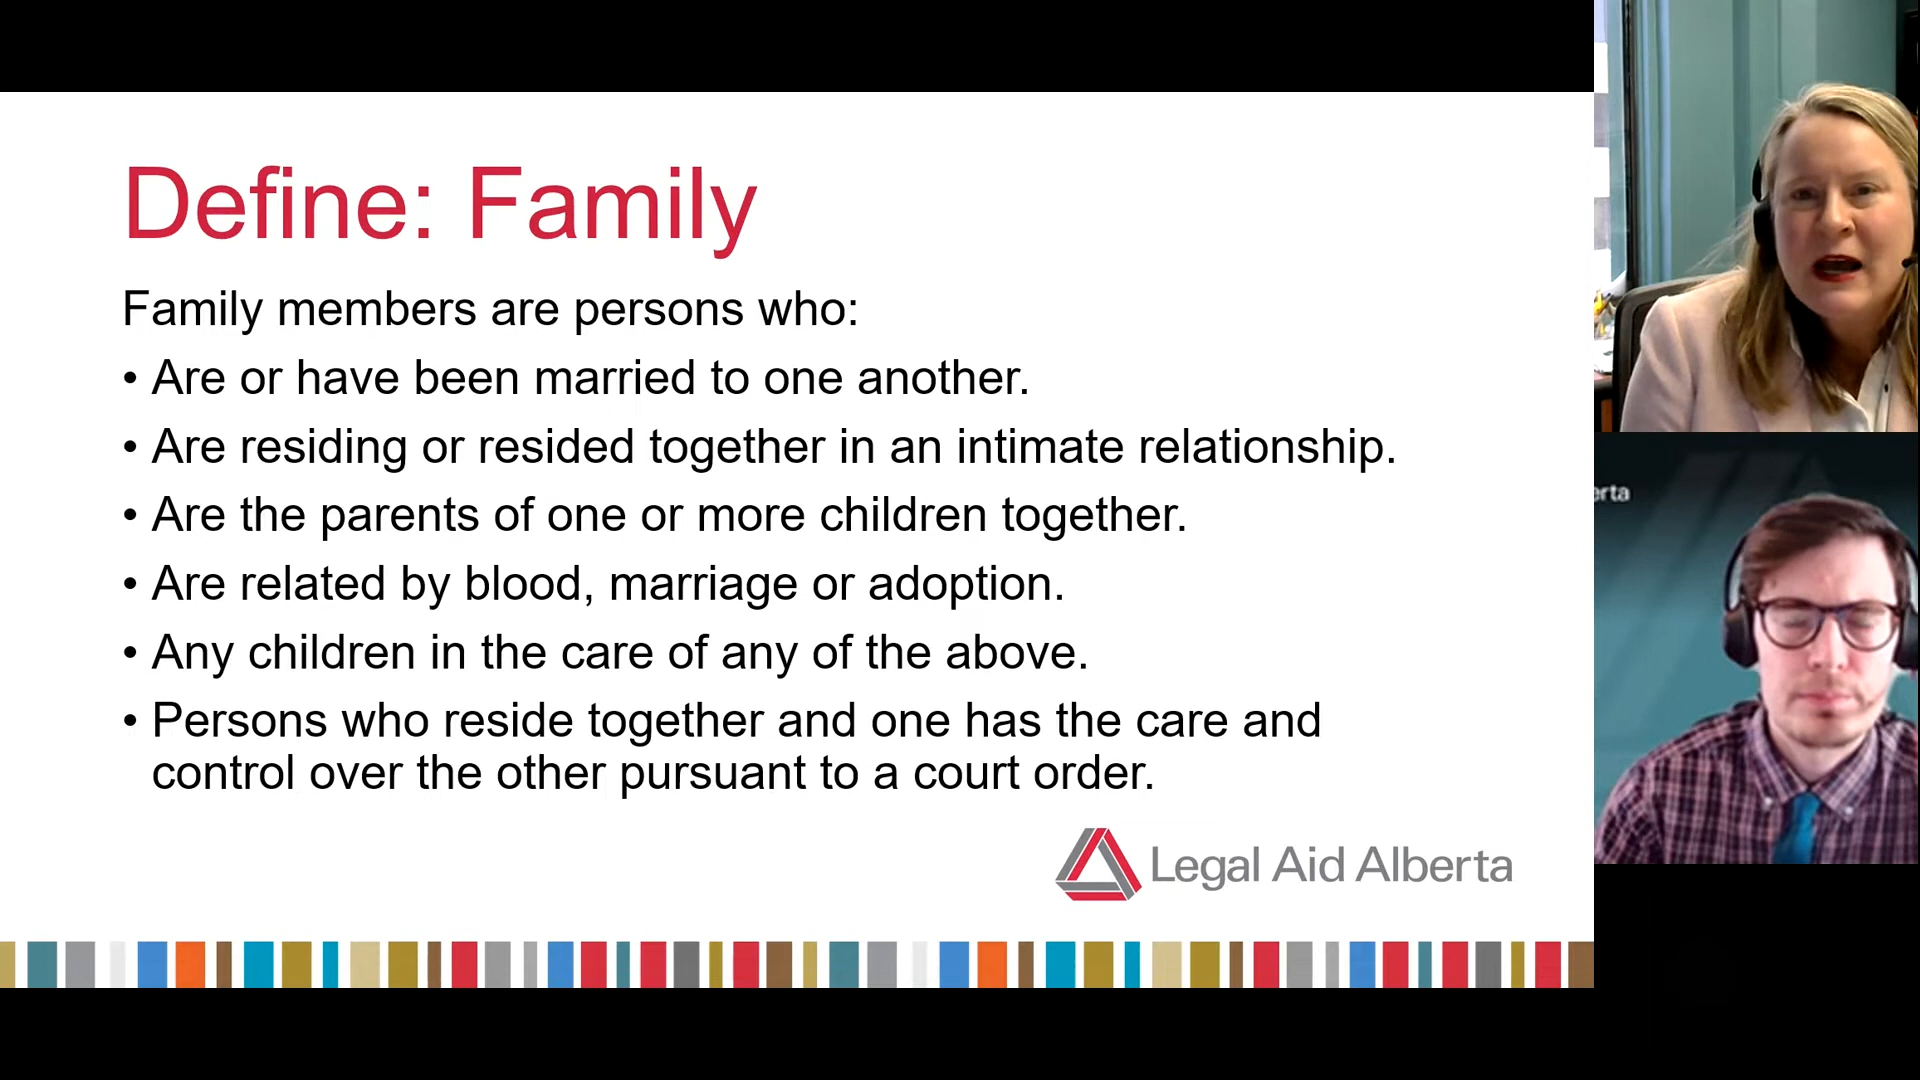 Define: Family
Family members are persons who:
• Are or have been married to one another.
• Are residing or resided together in an intimate relationship.
• Are the parents of one or more children together.
• Are related by blood, marriage or adoption.
• Any children in the care of any of the above.
• Persons who reside together and one has the care and
control over the other pursuant to a court order.
Legal Aid Alberta
erta